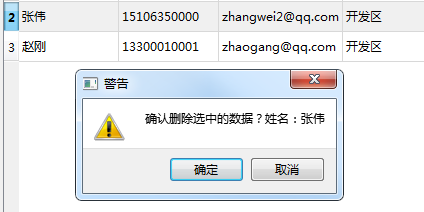 2 张伟 15106350000 zhangwei2@qq.com 开发区
3 赵刚 13300010001 zhaogang@qq.com 开发区
警告
确认删除选中的数据？姓名：张伟
确定 取消